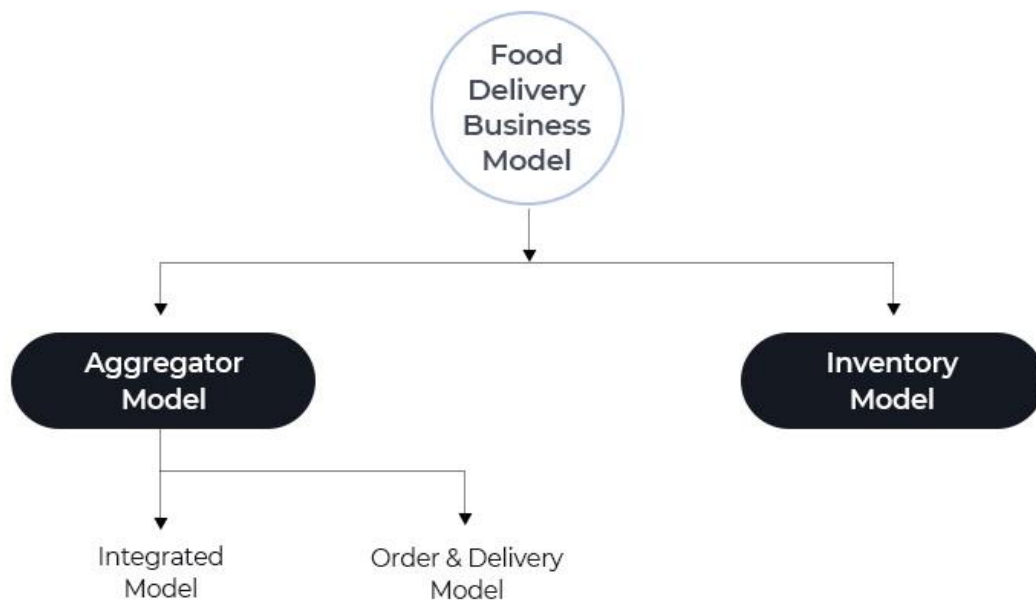 Food
Delivery
Business
Model
Aggregator
Model
Inventory
Model
Integrated
Model
Order & Delivery
Model